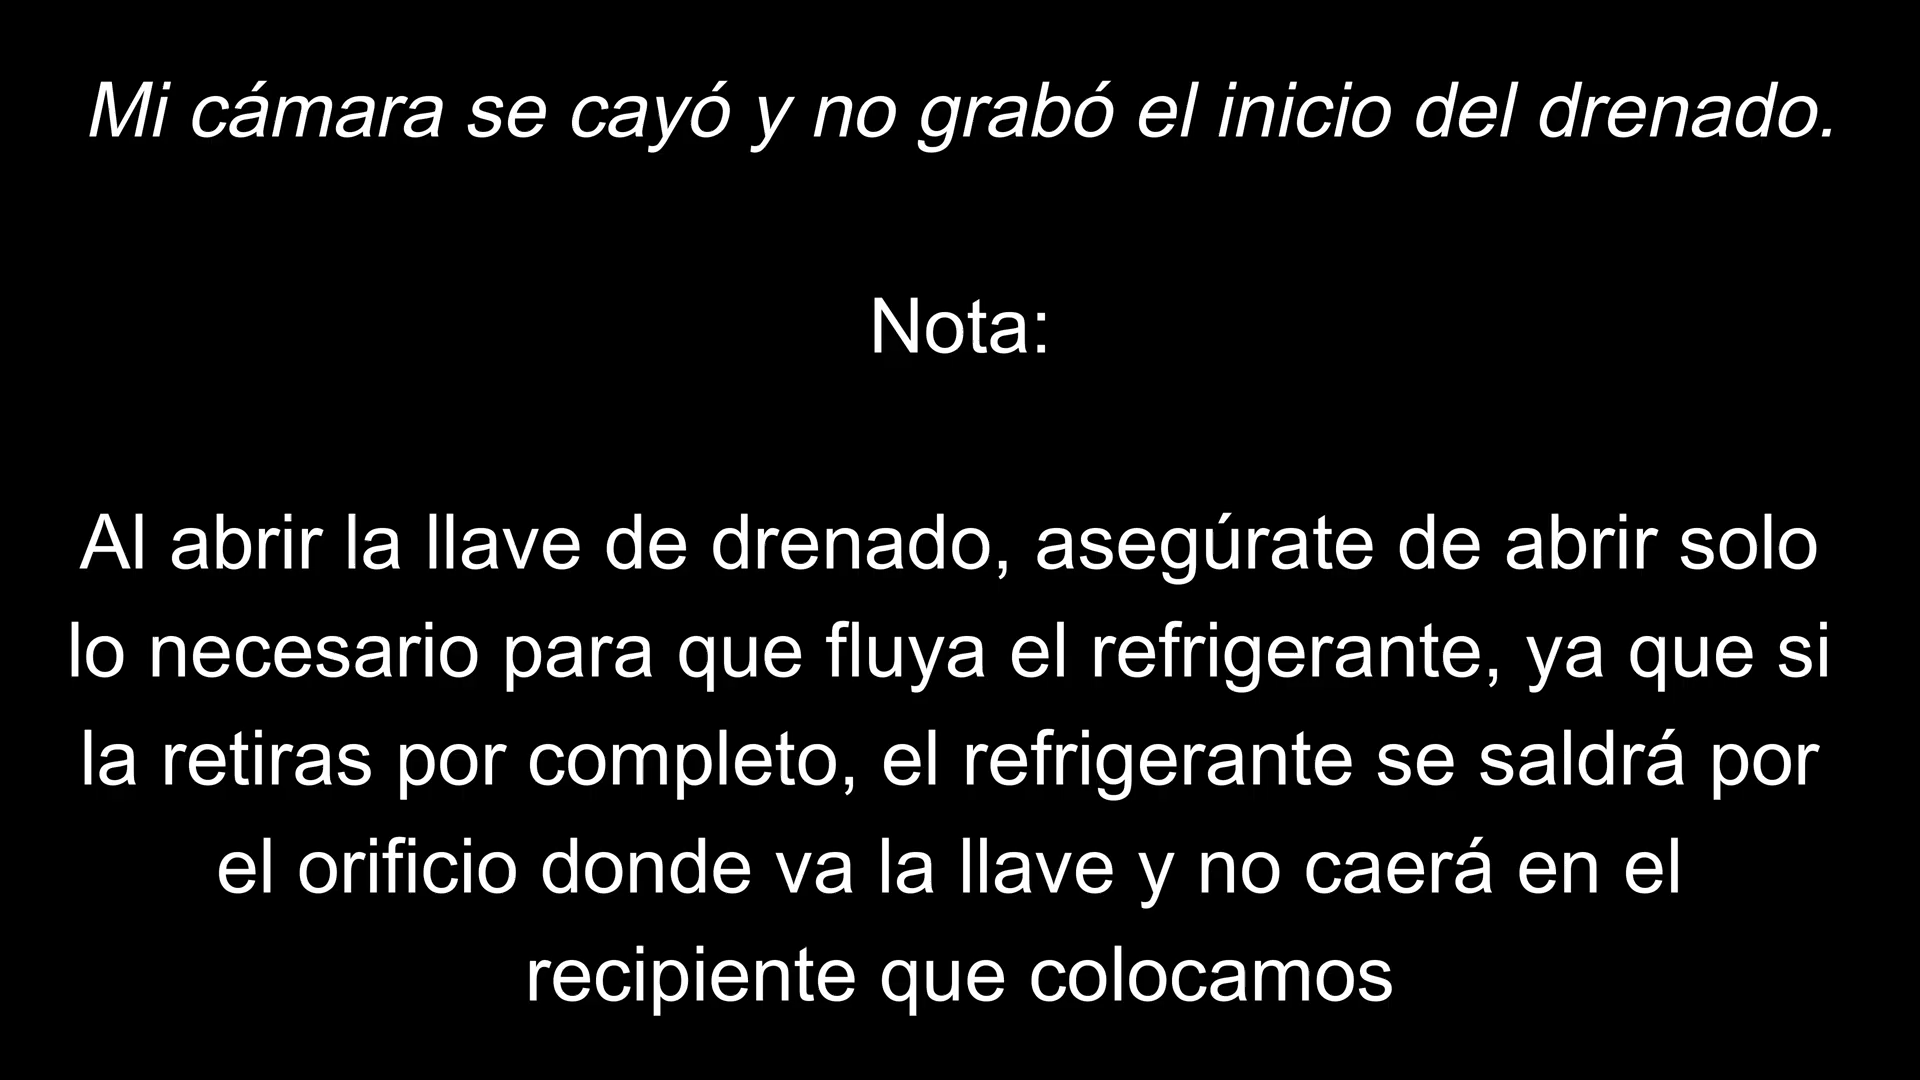 Mi cámara se cayó y no grabó el inicio del drenado.
Nota:
Al abrir la llave de drenado, asegúrate de abrir solo
lo necesario para que fluya el refrigerante, ya que si
la retiras por completo, el refrigerante se saldrá por
el orificio donde va la llave y no caerá en el
recipiente que colocamos